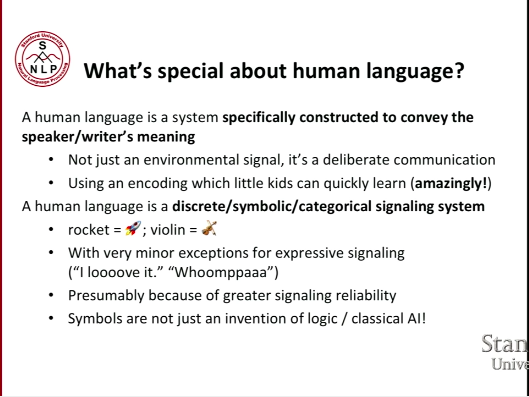 Stanford University
S
N L P
Natural Language Processing
What's special about human language?
A human language is a system specifically constructed to convey the
speaker/writer's meaning
• Not just an environmental signal, it's a deliberate communication
• Using an encoding which little kids can quickly learn (amazingly!)
A human language is a discrete/symbolic/categorical signaling system
• rocket = 🚀; violin = 🎻
• With very minor exceptions for expressive signaling
("I loooove it." "Whoomppaaa")
• Presumably because of greater signaling reliability
• Symbols are not just an invention of logic / classical AI!
Stan
Unive